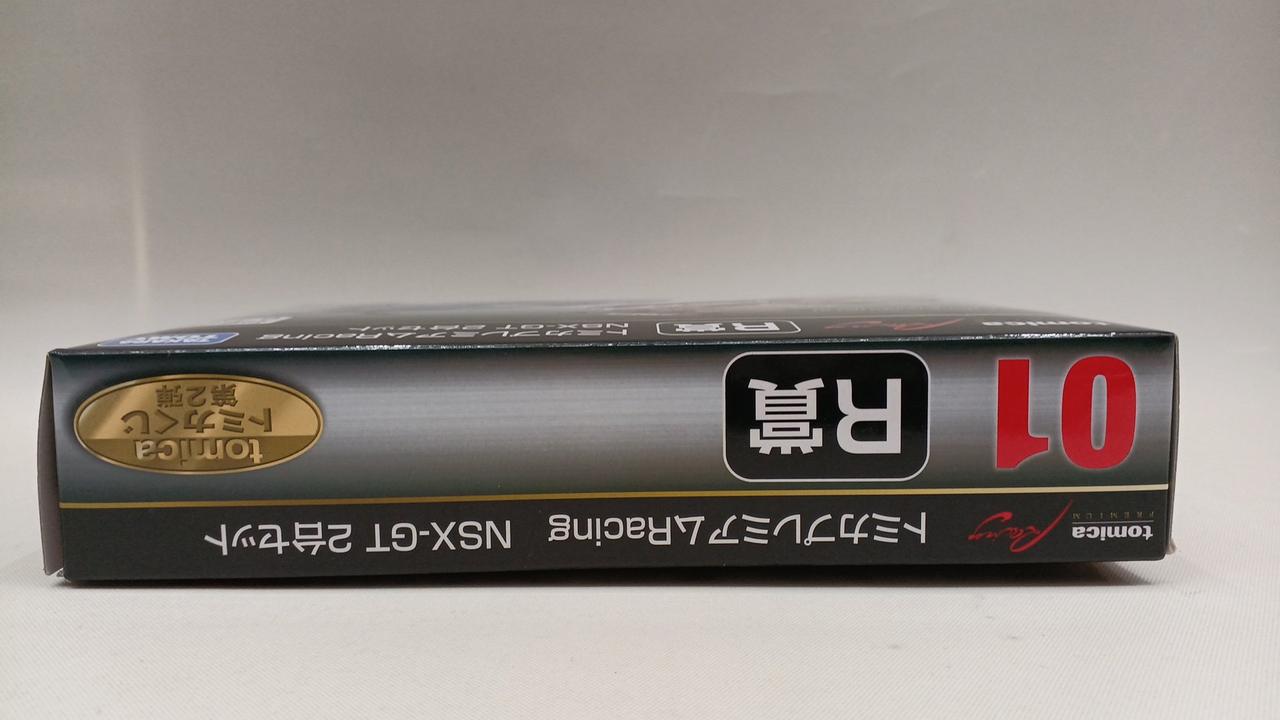 tomica
PREMIUM
Racing
トミカプレミアムRacing NSX-GT 2台セット
01
R賞
tomica
トミカくじ
第2弾
tomica
Racing
R賞
トミカプレミアムRacing
NSX-GT 2台セット